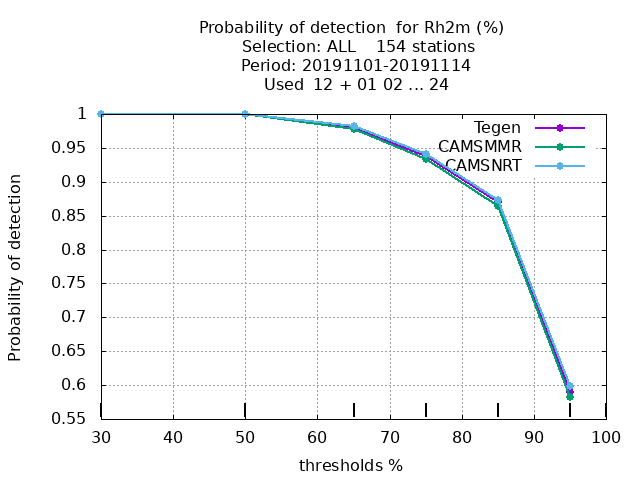 Probability of detection  for Rh2m (%)
Selection: ALL    154 stations
Period: 20191101-20191114
Used  12 + 01 02 ... 24
Tegen
CAMSMMR
CAMSNRT
1
0.95
0.9
0.85
0.8
0.75
0.7
0.65
0.6
0.55
Probability of detection
30 40 50 60 70 80 90 100
thresholds %